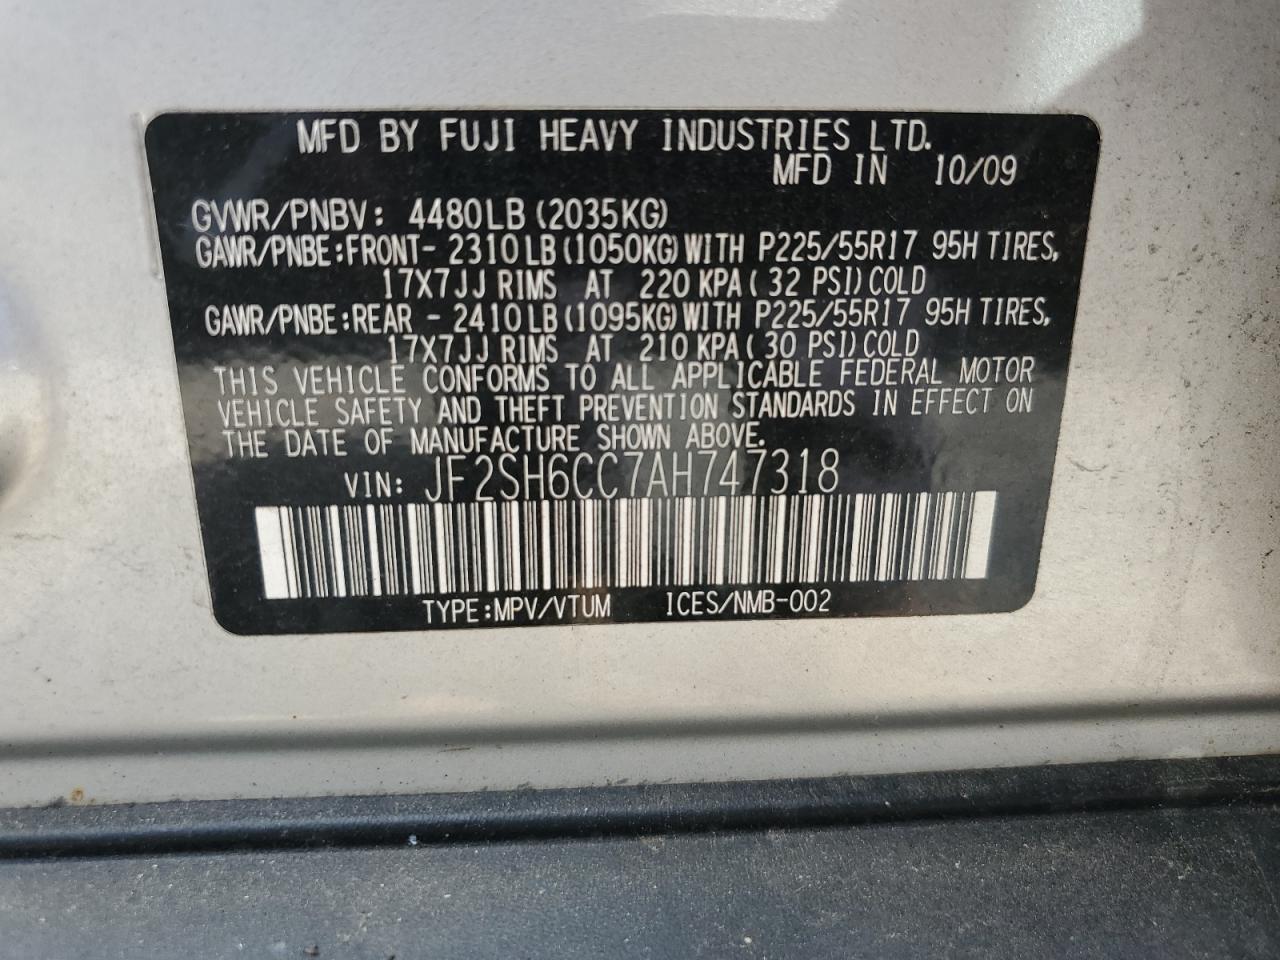 MFD BY FUJI HEAVY INDUSTRIES LTD.
MFD IN 10/09
GVWR/PNBV: 4480LB(2035KG)
GAWR/PNBE:FRONT- 2310LB(1050KG)WITH P225/55R17 95H TIRES,
17X7JJ RIMS AT 220 KPA(32 PSI)COLD
GAWR/PNBE:REAR - 2410LB(1095KG)WITH P225/55R17 95H TIRES,
17X7JJ RIMS AT 210 KPA(30 PSI)COLD
THIS VEHICLE CONFORMS TO ALL APPLICABLE FEDERAL MOTOR
VEHICLE SAFETY AND THEFT PREVENTION STANDARDS IN EFFECT ON
THE DATE OF MANUFACTURE SHOWN ABOVE.
VIN: JF2SH6CC7AH747318
TYPE:MPV/VTUM ICES/NMB-002